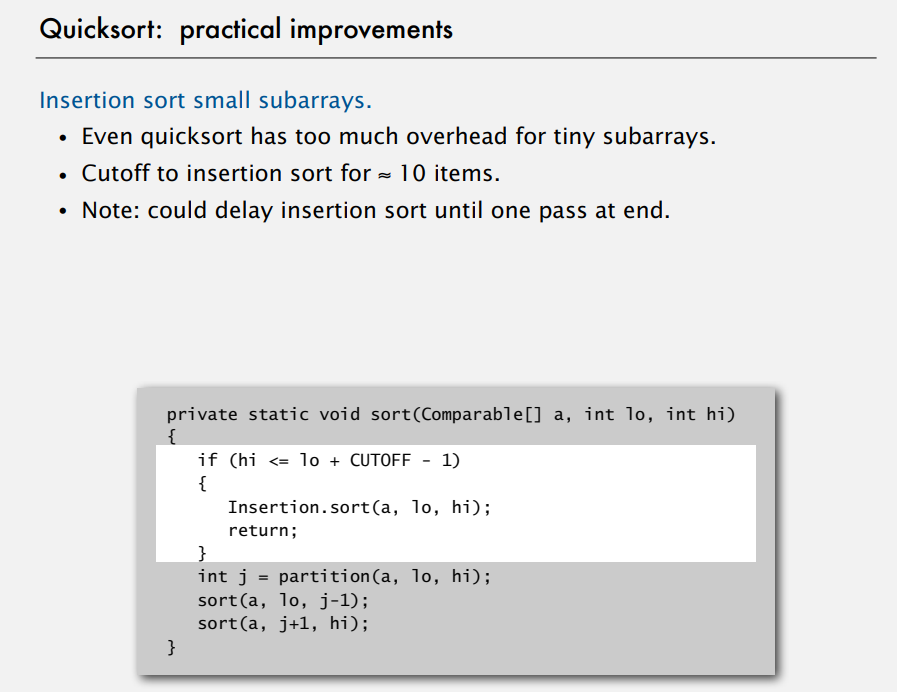 Quicksort: practical improvements
Insertion sort small subarrays.
• Even quicksort has too much overhead for tiny subarrays.
• Cutoff to insertion sort for ≈ 10 items.
• Note: could delay insertion sort until one pass at end.
private static void sort(Comparable[] a, int lo, int hi)
{
   if (hi <= lo + CUTOFF - 1)
   {
      Insertion.sort(a, lo, hi);
      return;
   }
   int j = partition(a, lo, hi);
   sort(a, lo, j-1);
   sort(a, j+1, hi);
}